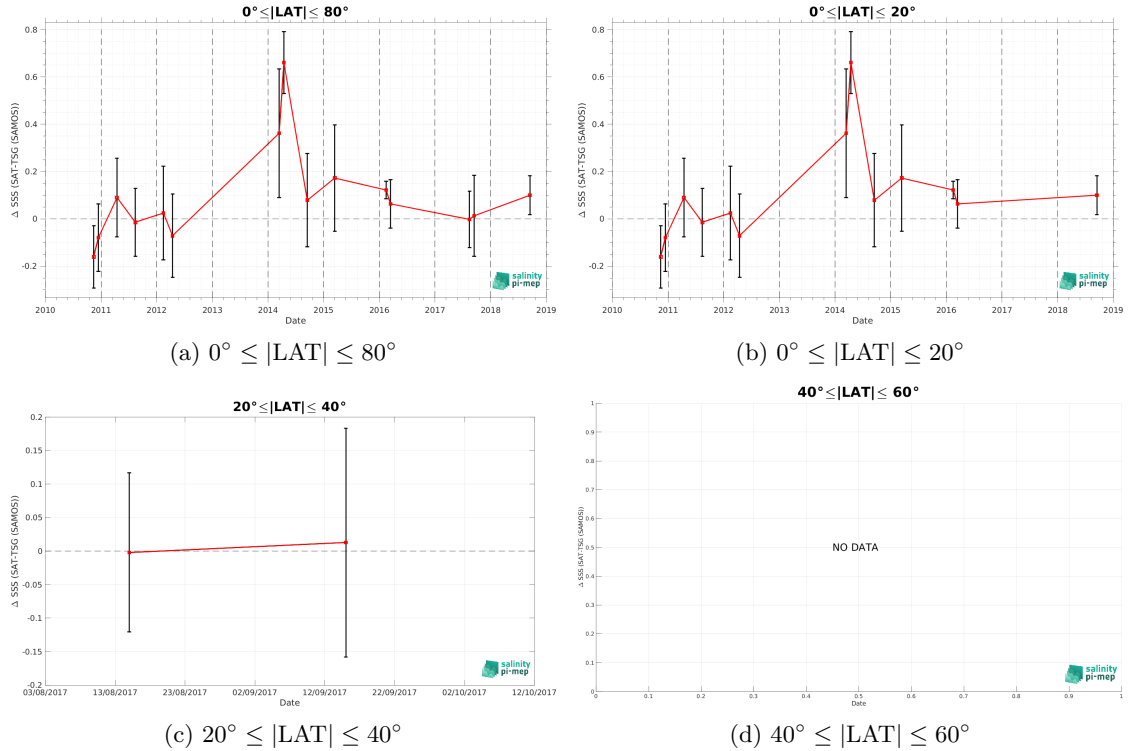 0°≤|LAT|≤ 80°
Δ SSS (SAT-TSG (SAMOS))
0.8
0.6
0.4
0.2
0
-0.2
2010 2011 2012 2013 2014 2015 2016 2017 2018 2019
Date
salinity
pi-mep
(a) 0° ≤ |LAT| ≤ 80°
0°≤|LAT|≤ 20°
Δ SSS (SAT-TSG (SAMOS))
0.8
0.6
0.4
0.2
0
-0.2
2010 2011 2012 2013 2014 2015 2016 2017 2018 2019
Date
salinity
pi-mep
(b) 0° ≤ |LAT| ≤ 20°
20°≤|LAT|≤ 40°
Δ SSS (SAT-TSG (SAMOS))
0.2
0.15
0.1
0.05
0
-0.05
-0.1
-0.15
-0.2
03/08/2017 13/08/2017 23/08/2017 02/09/2017 12/09/2017 22/09/2017 02/10/2017 12/10/2017
Date
salinity
pi-mep
(c) 20° ≤ |LAT| ≤ 40°
40°≤|LAT|≤ 60°
Δ SSS (SAT-TSG (SAMOS))
1
0.9
0.8
0.7
0.6
0.5
0.4
0.3
0.2
0.1
0
NO DATA
0 0.1 0.2 0.3 0.4 0.5 0.6 0.7 0.8 0.9 1
Date
salinity
pi-mep
(d) 40° ≤ |LAT| ≤ 60°